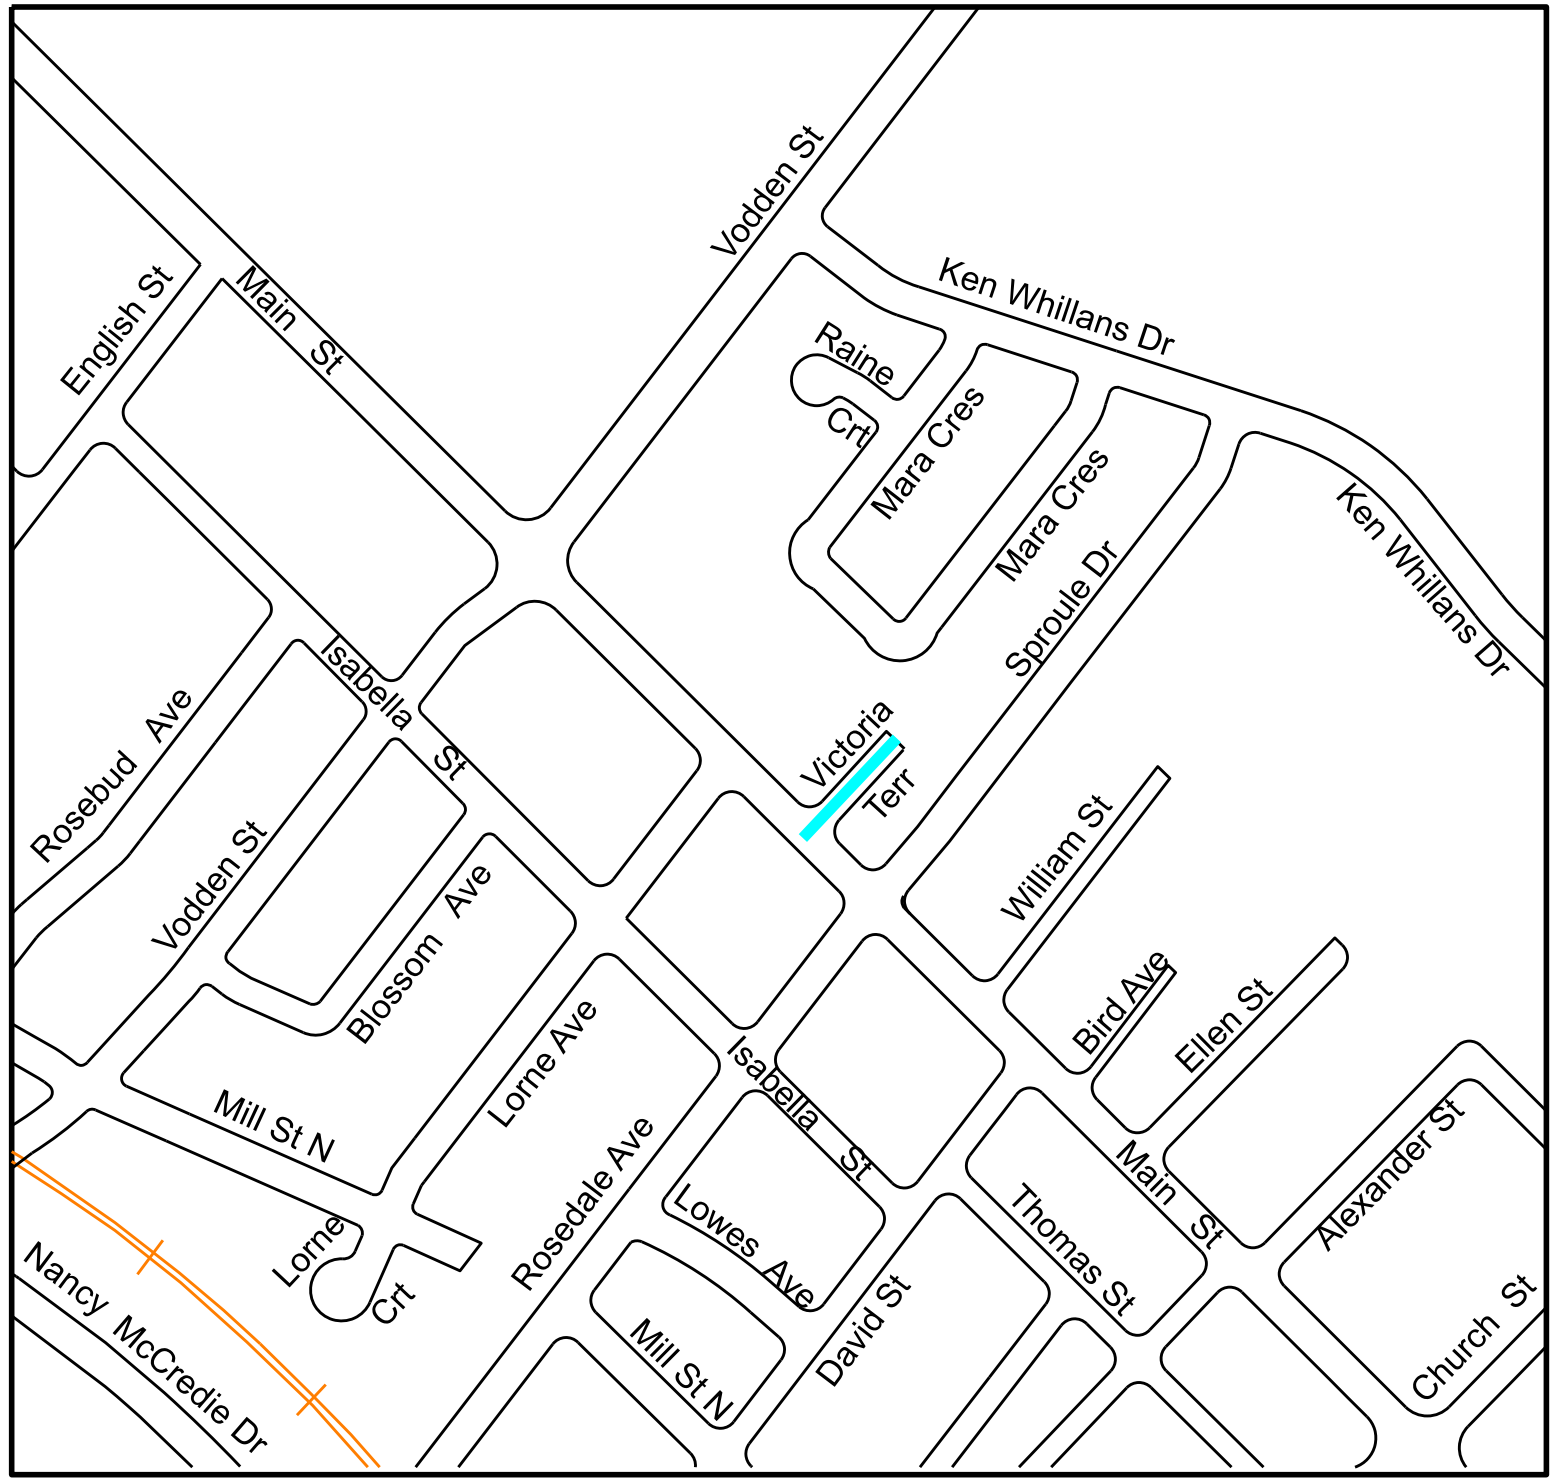 Vodden St
Ken Whillans Dr
English St
Main St
Raine
Crt
Mara Cres
Mara Cres
Ken Whillans Dr
Sproule Dr
Isabella St
Rosebud Ave
Victoria
Terr
Vodden St
Blossom Ave
William St
Bird Ave
Ellen St
Lorne Ave
Mill St N
Isabella St
Rosedale Ave
Main St
Alexander St
Lorne
Crt
Lowes Ave
Thomas St
Nancy McCredie Dr
Mill St N
David St
Church St